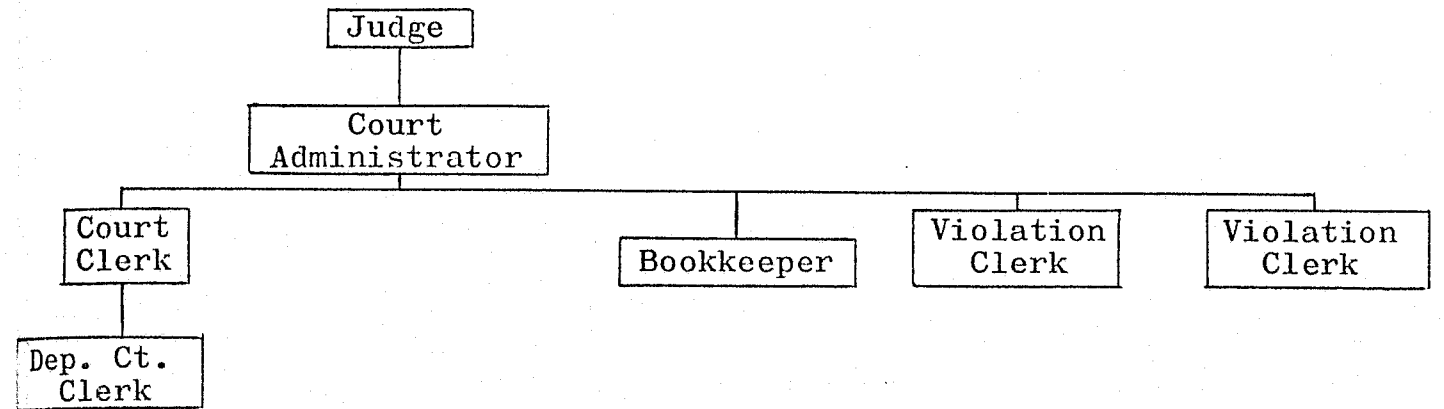 Judge
Court
Administrator
Court
Clerk
Bookkeeper
Violation
Clerk
Violation
Clerk
Dep. Ct.
Clerk